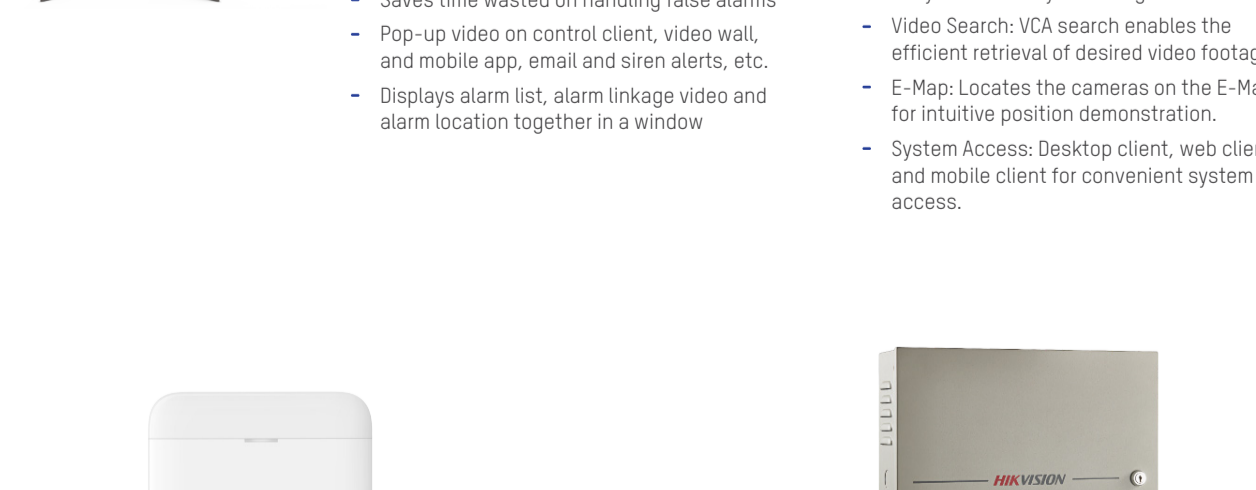 - Saves time wasted on handling false alarms
- Pop-up video on control client, video wall,
and mobile app, email and siren alerts, etc.
- Displays alarm list, alarm linkage video and
alarm location together in a window
- Video Search: VCA search enables the
efficient retrieval of desired video
- E-Map: Locates the cameras on the
for intuitive position demonstration.
- System Access: Desktop client, web
and mobile client for convenient system
access.
HIKVISION